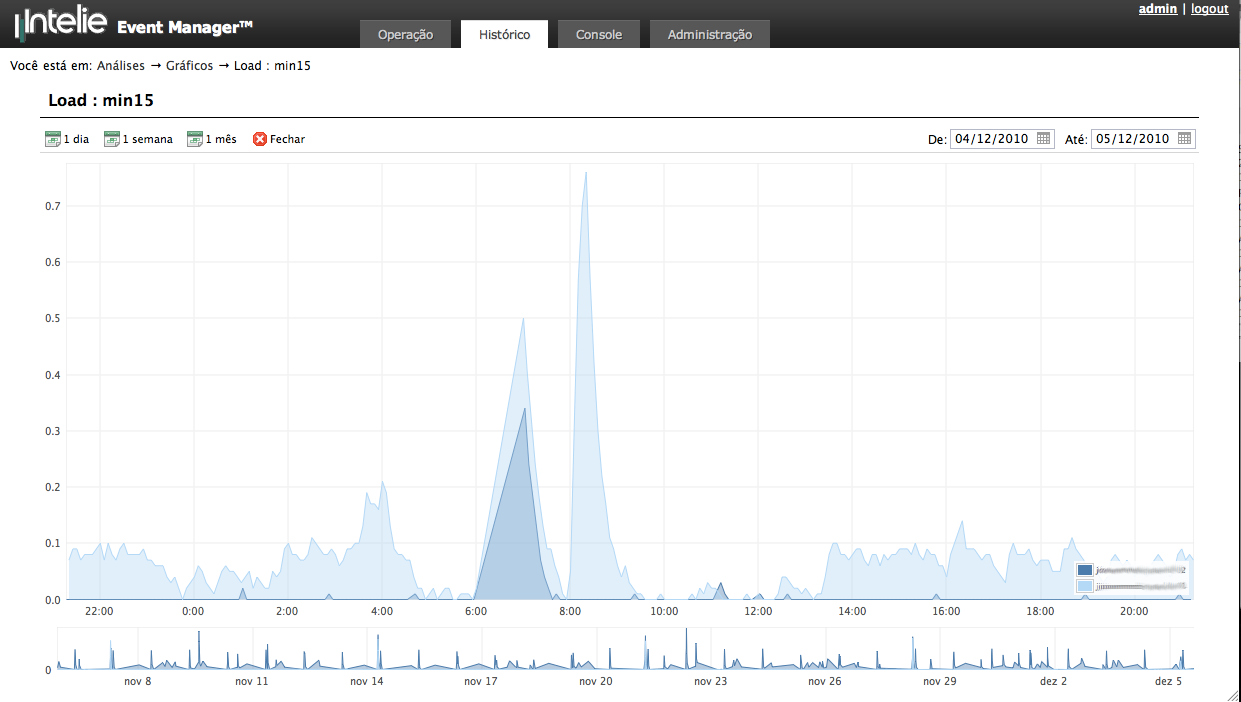 admin | logout
Intelie Event Manager™
Operação Histórico Console Administração
Você está em: Análises → Gráficos → Load : min15
Load : min15
1 dia 1 semana 1 mês Fechar De: 04/12/2010 Até: 05/12/2010
0.7
0.6
0.5
0.4
0.3
0.2
0.1
0.0
22:00 0:00 2:00 4:00 6:00 8:00 10:00 12:00 14:00 16:00 18:00 20:00
0
nov 8 nov 11 nov 14 nov 17 nov 20 nov 23 nov 26 nov 29 dez 2 dez 5